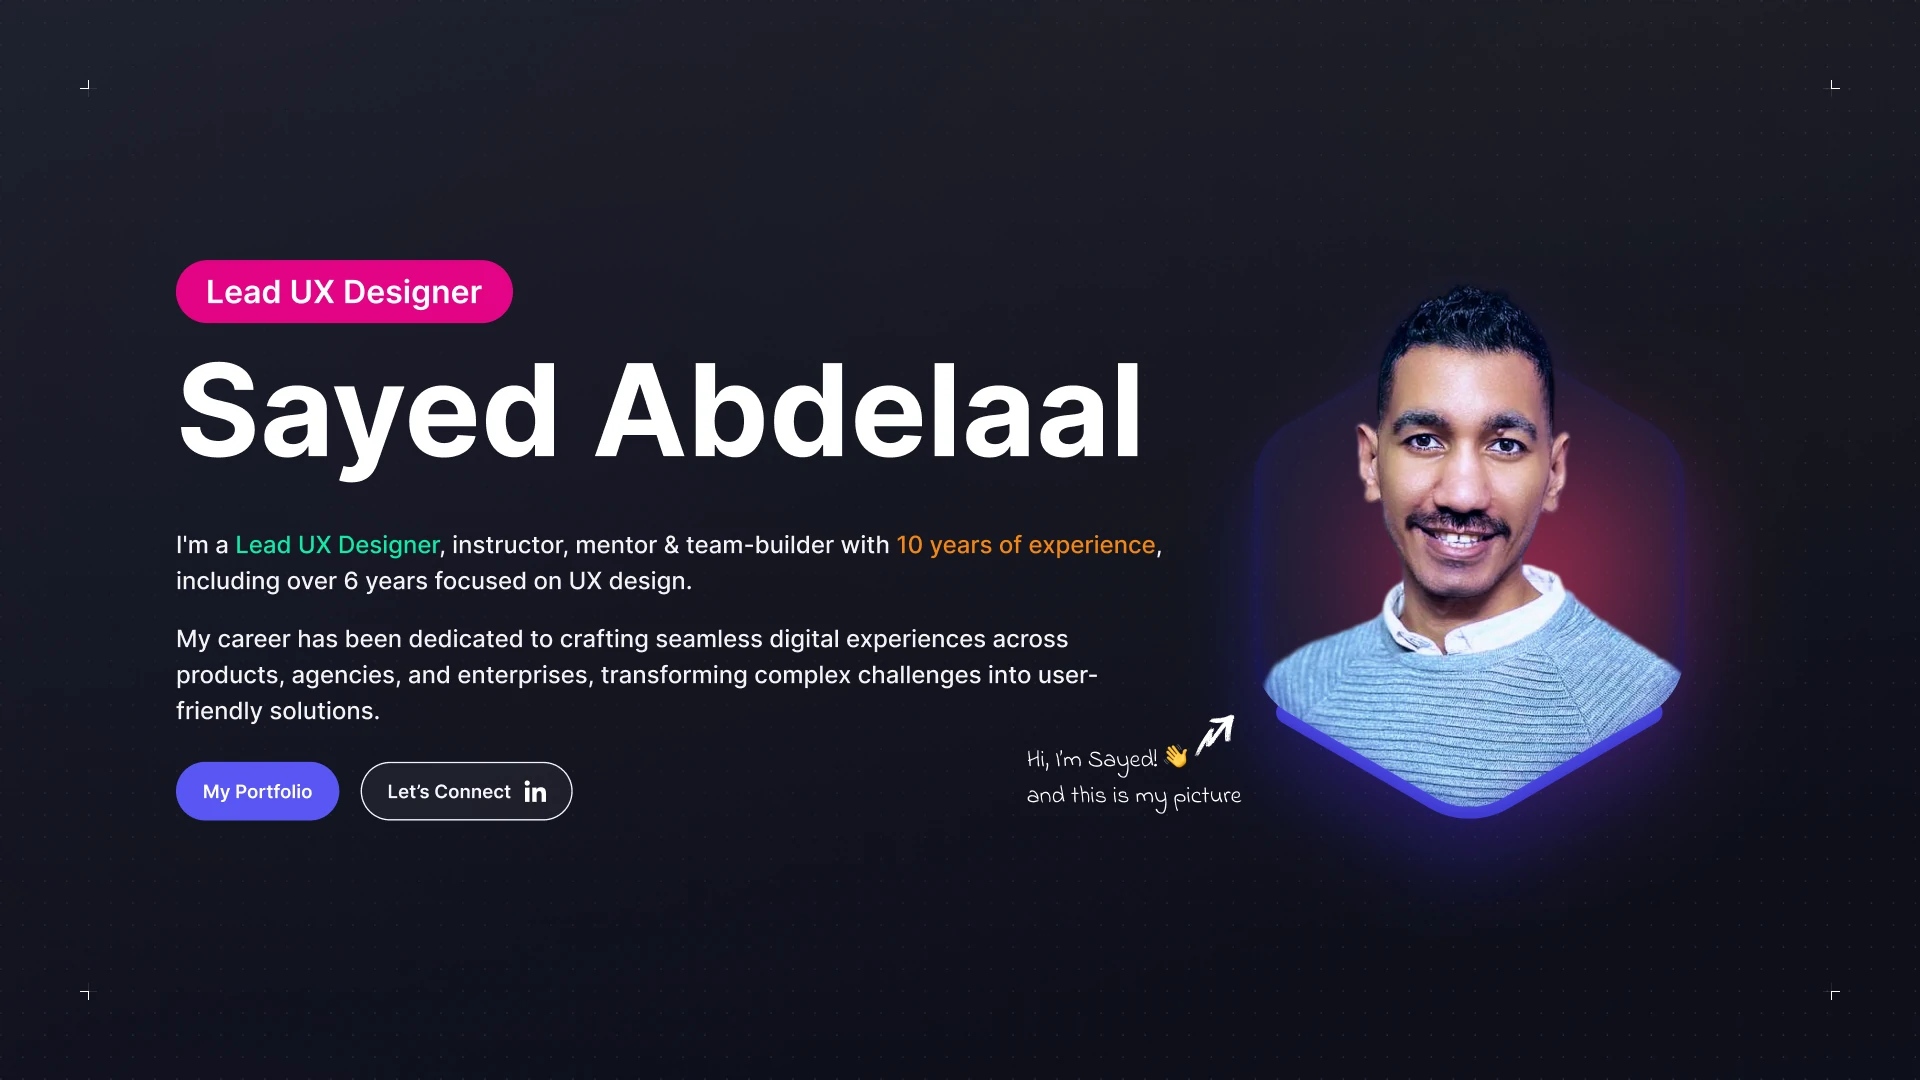 Lead UX Designer
Sayed Abdelaal
I'm a Lead UX Designer, instructor, mentor & team-builder with 10 years of experience,
including over 6 years focused on UX design.
My career has been dedicated to crafting seamless digital experiences across
products, agencies, and enterprises, transforming complex challenges into user-
friendly solutions.
My Portfolio
Let’s Connect in
Hi, I'm Sayed! 👋
and this is my picture